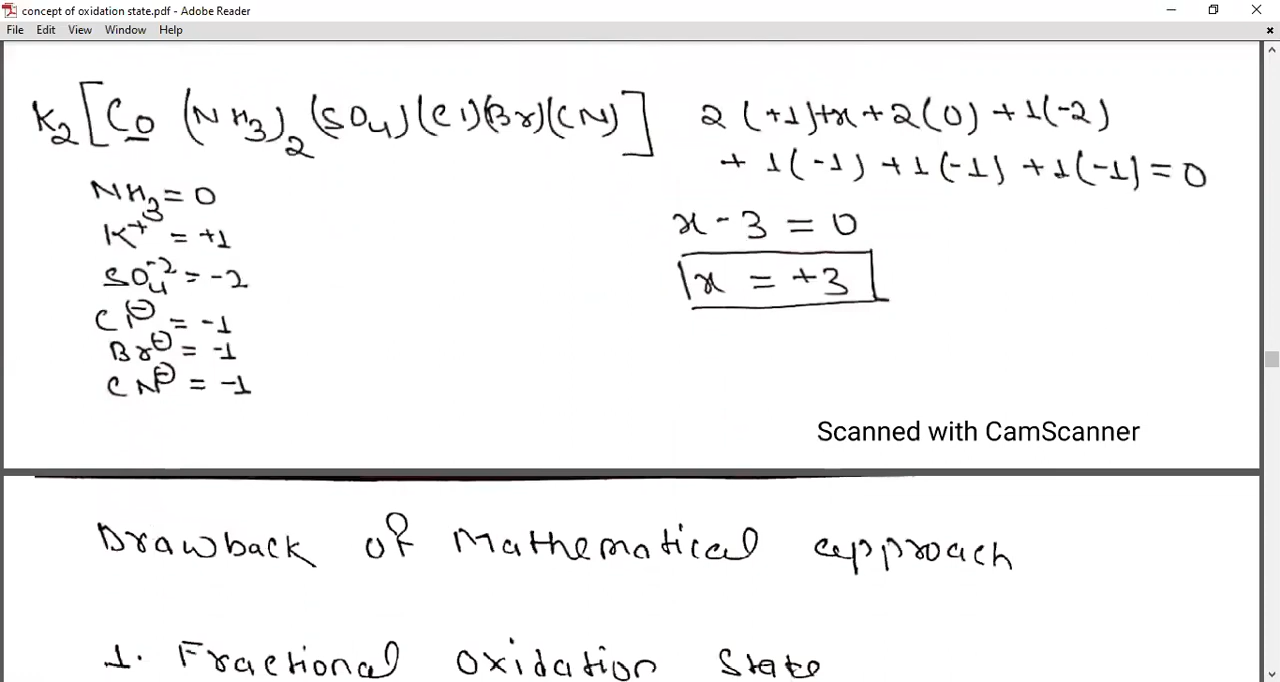 concept of oxidation state.pdf - Adobe Reader
File Edit View Window Help
K₂[Co(NH₃)₂(SO₄)(Cl)(Br)(CN)]
2(+1)+x+2(0)+1(-2)
+1(-1)+1(-1)+1(-1)=0
NH₃=0
K⁺=+1
SO₄⁻²=-2
Cl⊖=-1
Br⊖=-1
CN⊖=-1
x-3=0
x=+3
Scanned with CamScanner
Drawback of Mathematical approach
1. Fractional oxidation state